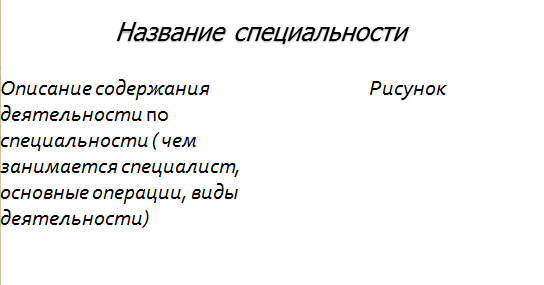 Название специальности
Описание содержания
деятельности по
специальности ( чем
занимается специалист,
основные операции, виды
деятельности)
Рисунок